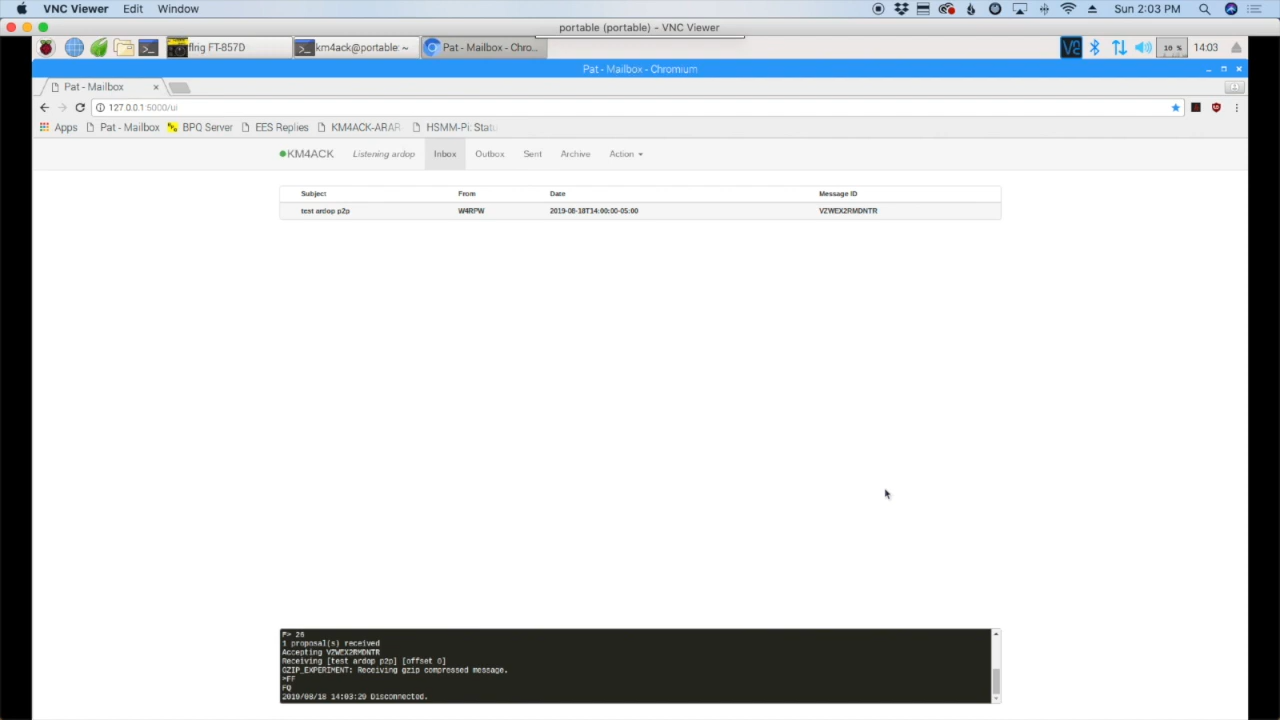 VNC Viewer Edit Window Sun 2:03 PM
portable (portable) - VNC Viewer
flrig FT-857D km4ack@portable: ~ Pat - Mailbox - Chro... 10 % 14:03
Pat - Mailbox - Chromium
Pat - Mailbox
127.0.0.1:5000/ui
Apps Pat - Mailbox BPQ Server EES Replies KM4ACK-ARAR HSMM-Pi: Statu
KM4ACK Listening ardop Inbox Outbox Sent Archive Action
Subject From Date Message ID
test ardop p2p W4RPW 2019-08-18T14:00:00-05:00 VZWEX2RMDNTR
F> 26
1 proposal(s) received
Accepting VZWEX2RMDNTR
Receiving [test ardop p2p] [offset 0]
GZIP_EXPERIMENT: Receiving gzip compressed message.
>FF
FQ
2019/08/18 14:03:29 Disconnected.